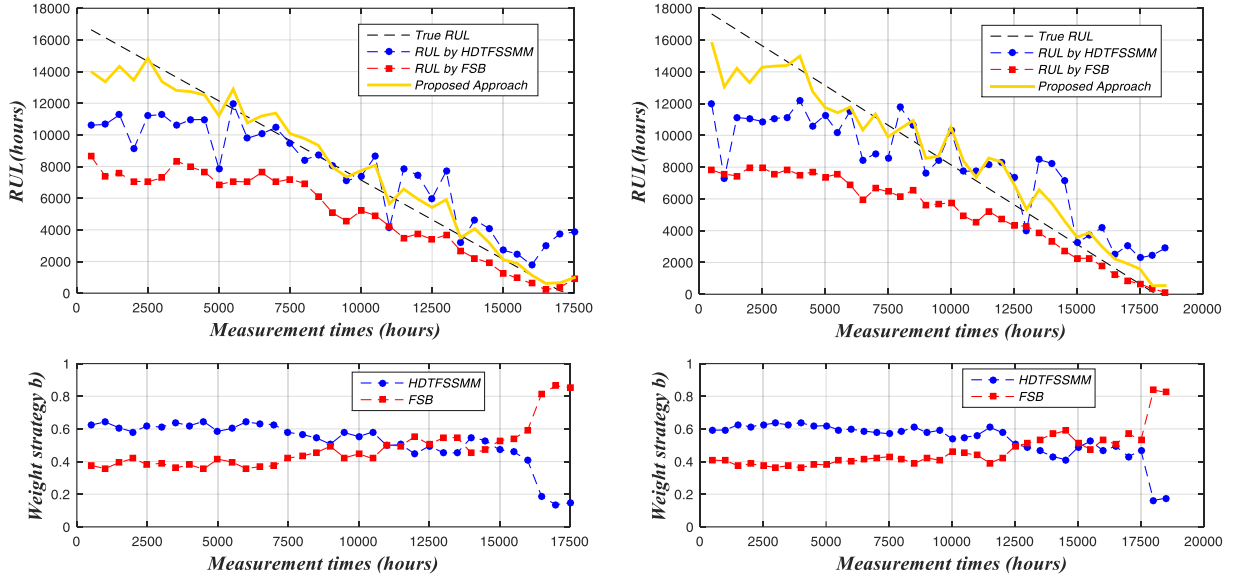 18000
16000
14000
12000
10000
8000
6000
4000
2000
0
RUL(hours)
True RUL
RUL by HDTFSSMM
RUL by FSB
Proposed Approach
0 2500 5000 7500 10000 12500 15000 17500
Measurement times (hours)
18000
16000
14000
12000
10000
8000
6000
4000
2000
0
RUL(hours)
True RUL
RUL by HDTFSSMM
RUL by FSB
Proposed Approach
0 2500 5000 7500 10000 12500 15000 17500 20000
Measurement times (hours)
1
0.8
0.6
0.4
0.2
0
Weight strategy b)
HDTFSSMM
FSB
0 2500 5000 7500 10000 12500 15000 17500
Measurement times (hours)
1
0.8
0.6
0.4
0.2
0
Weight strategy b)
HDTFSSMM
FSB
0 2500 5000 7500 10000 12500 15000 17500 20000
Measurement times (hours)